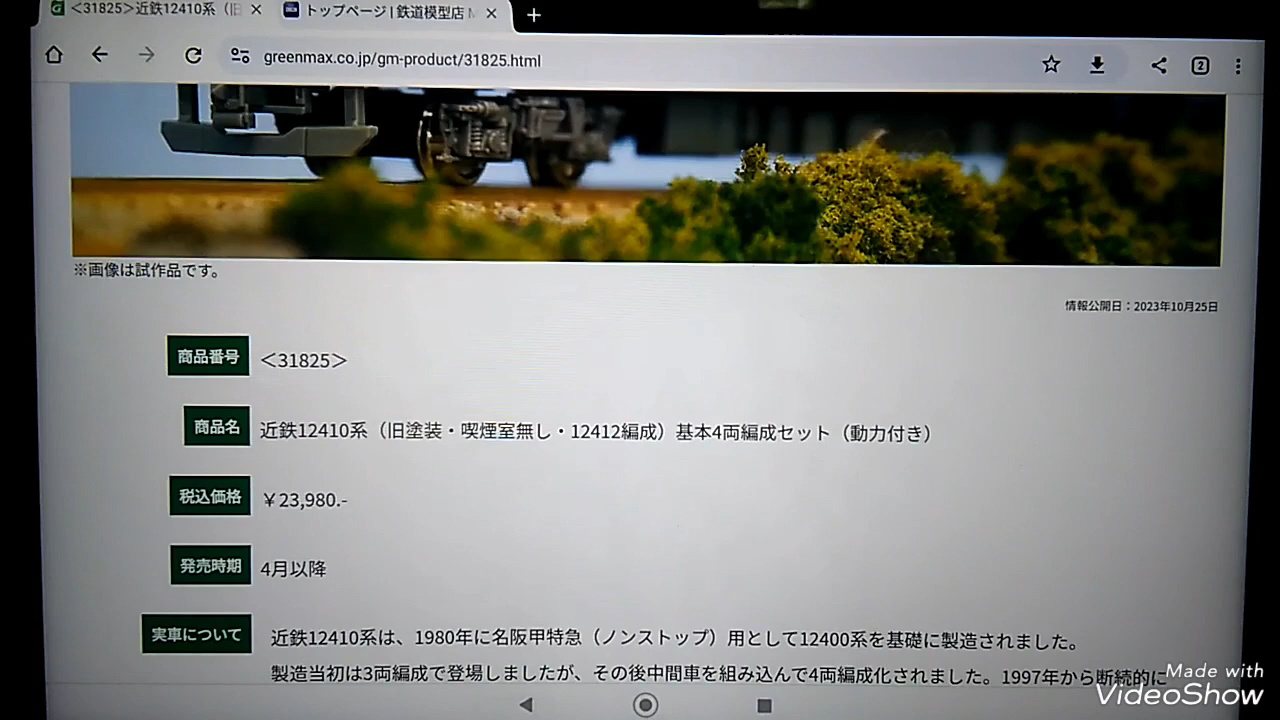 <31825>近鉄12410系（旧
トップページ | 鉄道模型店
greenmax.co.jp/gm-product/31825.html
2
※画像は試作品です。
情報公開日：2023年10月25日
商品番号 ＜31825＞
商品名 近鉄12410系（旧塗装・喫煙室無し・12412編成）基本4両編成セット（動力付き）
税込価格 ￥23,980.-
発売時期 4月以降
実車について 近鉄12410系は、1980年に名阪甲特急（ノンストップ）用として12400系を基礎に製造されました。
製造当初は3両編成で登場しましたが、その後中間車を組み込んで4両編成化されました。1997年から断続的に
Made with
VideoShow